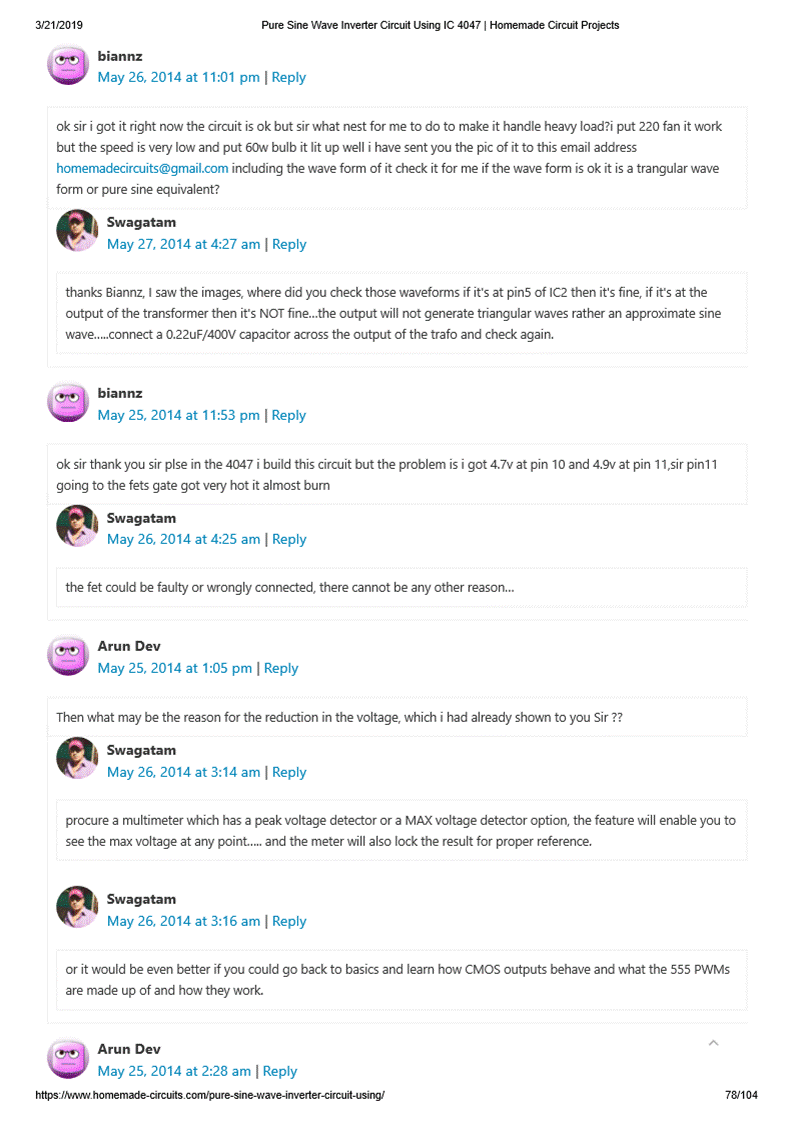 3/21/2019
Pure Sine Wave Inverter Circuit Using IC 4047 | Homemade Circuit Projects
biannz
May 26, 2014 at 11:01 pm | Reply
ok sir i got it right now the circuit is ok but sir what nest for me to do to make it handle heavy load?i put 220 fan it work
but the speed is very low and put 60w bulb it lit up well i have sent you the pic of it to this email address
homemadecircuits@gmail.com including the wave form of it check it for me if the wave form is ok it is a trangular wave
form or pure sine equivalent?
Swagatam
May 27, 2014 at 4:27 am | Reply
thanks Biannz, I saw the images, where did you check those waveforms if it's at pin5 of IC2 then it's fine, if it's at the
output of the transformer then it's NOT fine...the output will not generate triangular waves rather an approximate sine
wave.....connect a 0.22uF/400V capacitor across the output of the trafo and check again.
biannz
May 25, 2014 at 11:53 pm | Reply
ok sir thank you sir plse in the 4047 i build this circuit but the problem is i got 4.7v at pin 10 and 4.9v at pin 11,sir pin11
going to the fets gate got very hot it almost burn
Swagatam
May 26, 2014 at 4:25 am | Reply
the fet could be faulty or wrongly connected, there cannot be any other reason...
Arun Dev
May 25, 2014 at 1:05 pm | Reply
Then what may be the reason for the reduction in the voltage, which i had already shown to you Sir ??
Swagatam
May 26, 2014 at 3:14 am | Reply
procure a multimeter which has a peak voltage detector or a MAX voltage detector option, the feature will enable you to
see the max voltage at any point..... and the meter will also lock the result for proper reference.
Swagatam
May 26, 2014 at 3:16 am | Reply
or it would be even better if you could go back to basics and learn how CMOS outputs behave and what the 555 PWMs
are made up of and how they work.
Arun Dev
May 25, 2014 at 2:28 am | Reply
https://www.homemade-circuits.com/pure-sine-wave-inverter-circuit-using/
78/104